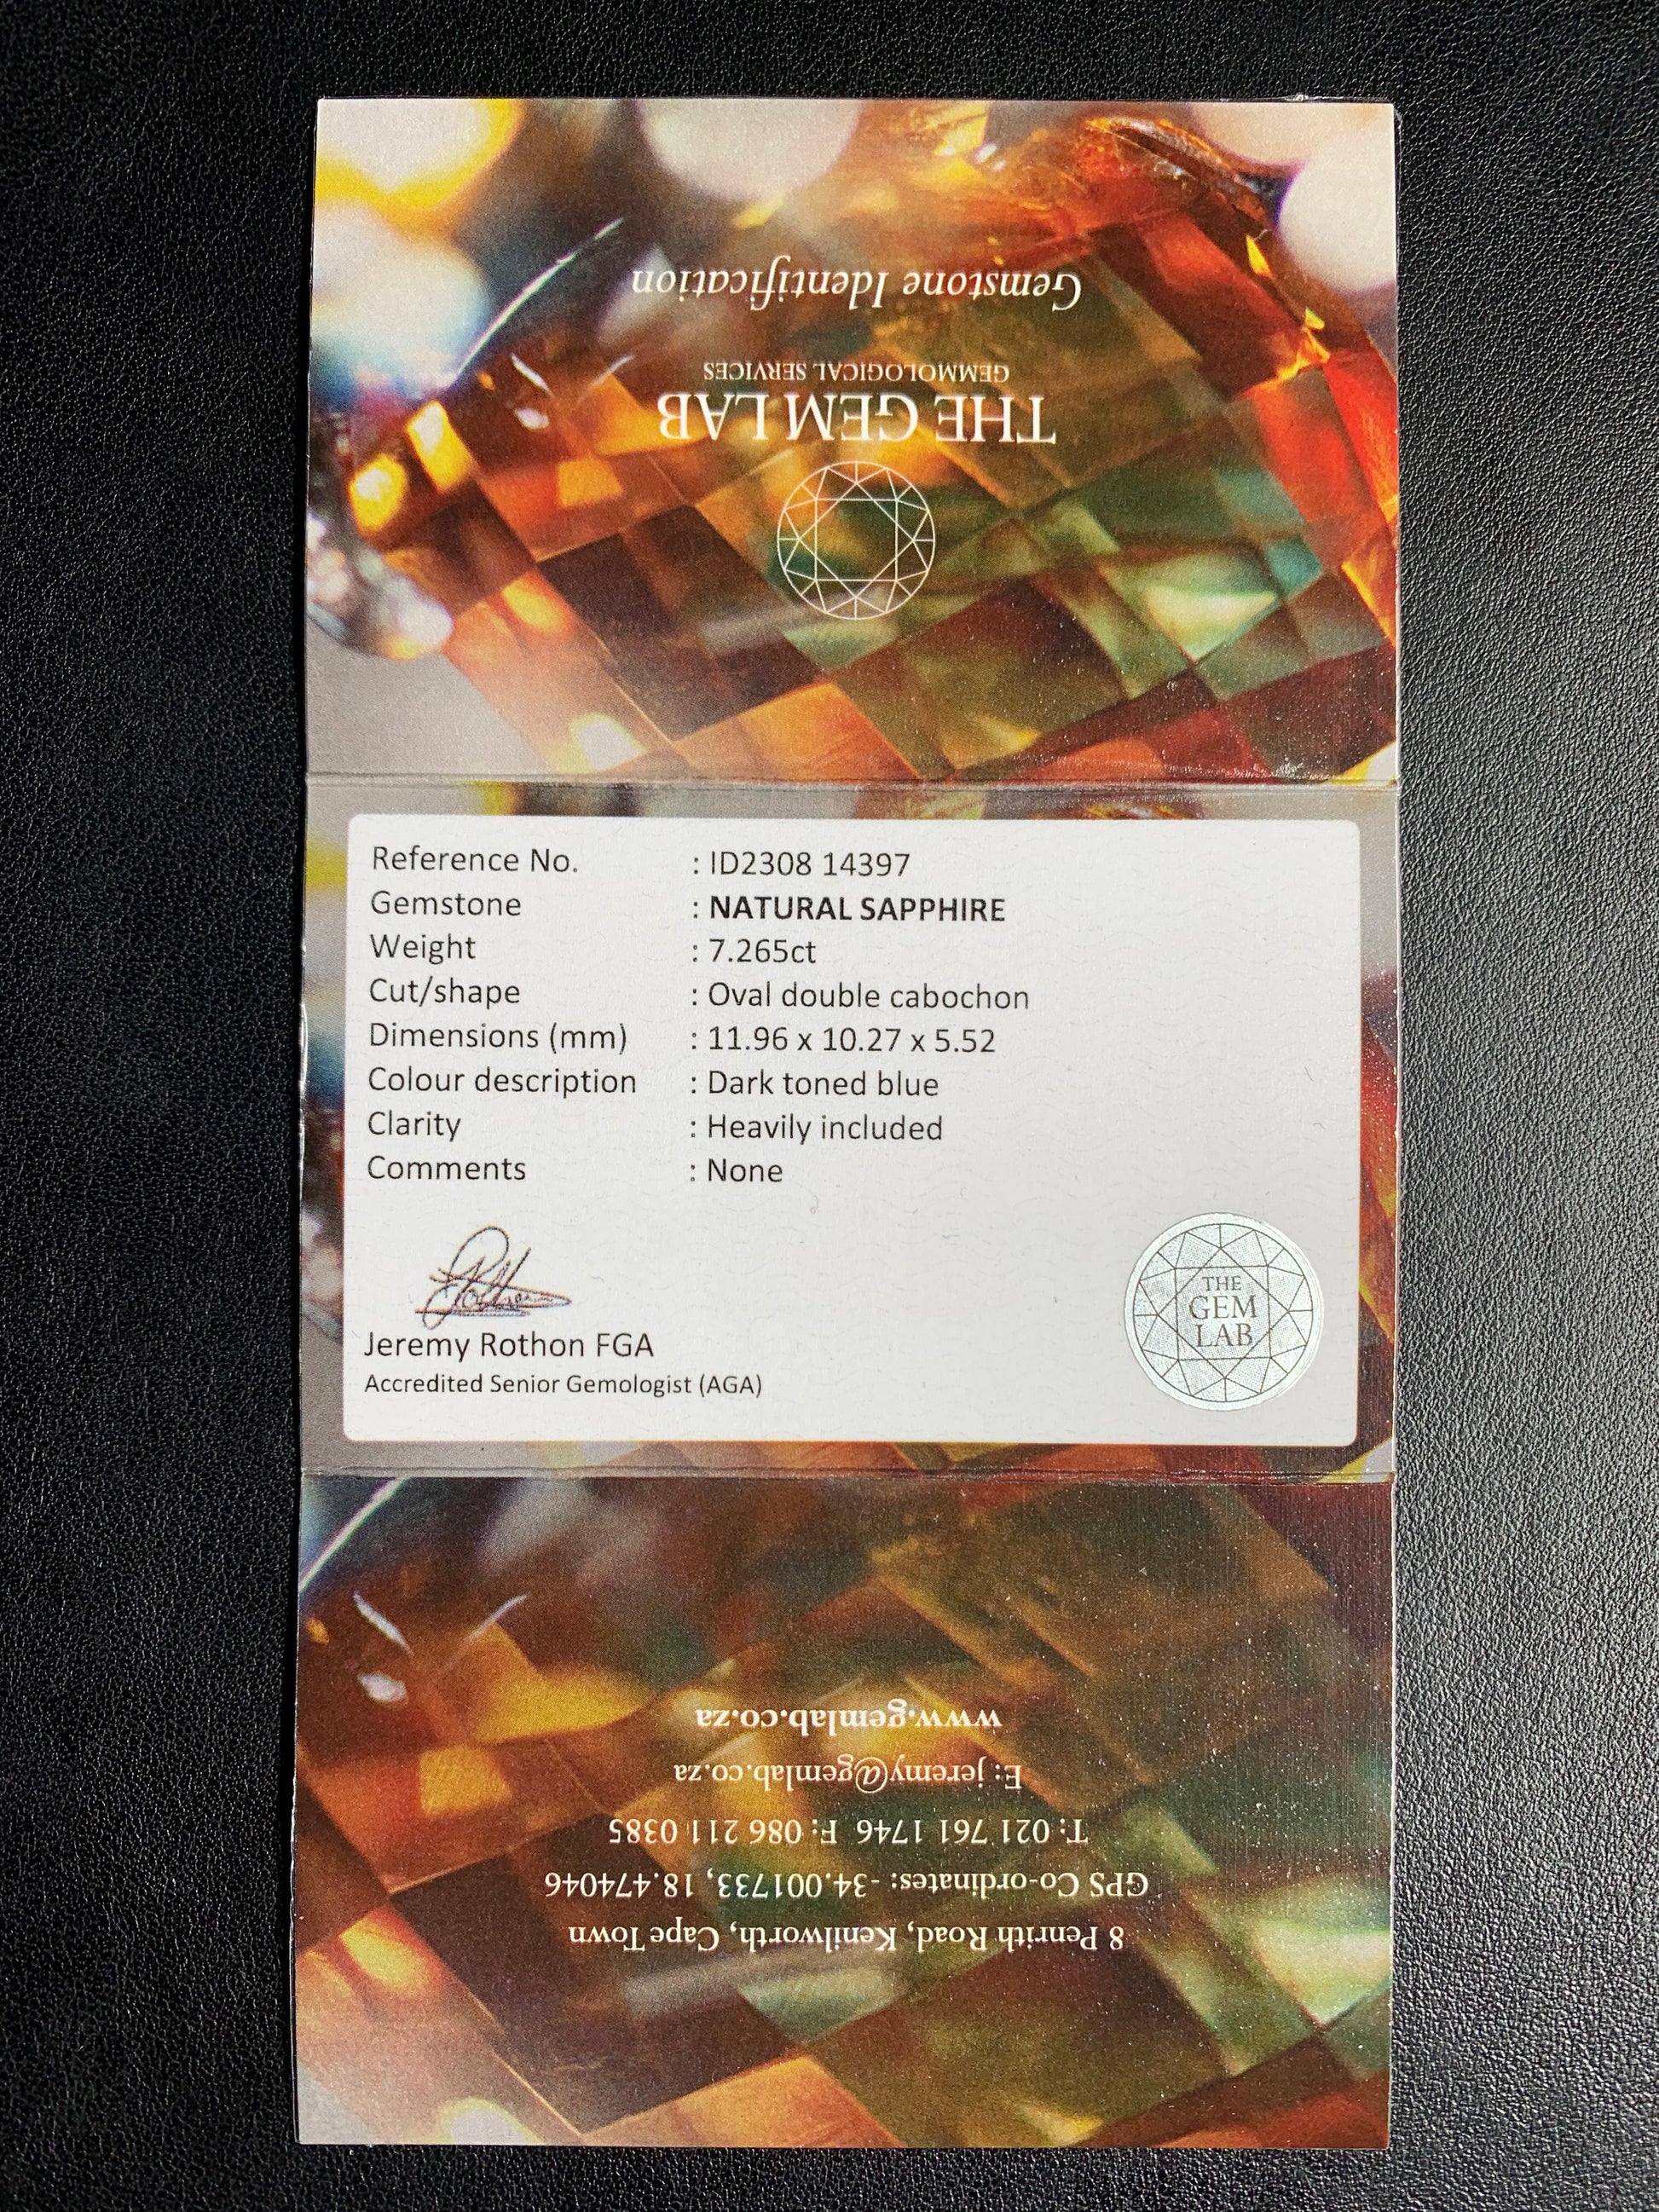 Gemstone Identification
GEMMOLOGICAL SERVICES
THE GEM LAB
Reference No. : ID2308 14397
Gemstone : NATURAL SAPPHIRE
Weight : 7.265ct
Cut/shape : Oval double cabochon
Dimensions (mm) : 11.96 x 10.27 x 5.52
Colour description : Dark toned blue
Clarity : Heavily included
Comments : None
Jeremy Rothon FGA
Accredited Senior Gemologist (AGA)
THE
GEM
LAB
www.gemlab.co.za
E: jeremy@gemlab.co.za
T: 021 761 1746 F: 086 211 0385
GPS Co-ordinates: -34.001733, 18.474046
8 Penrith Road, Kenilworth, Cape Town